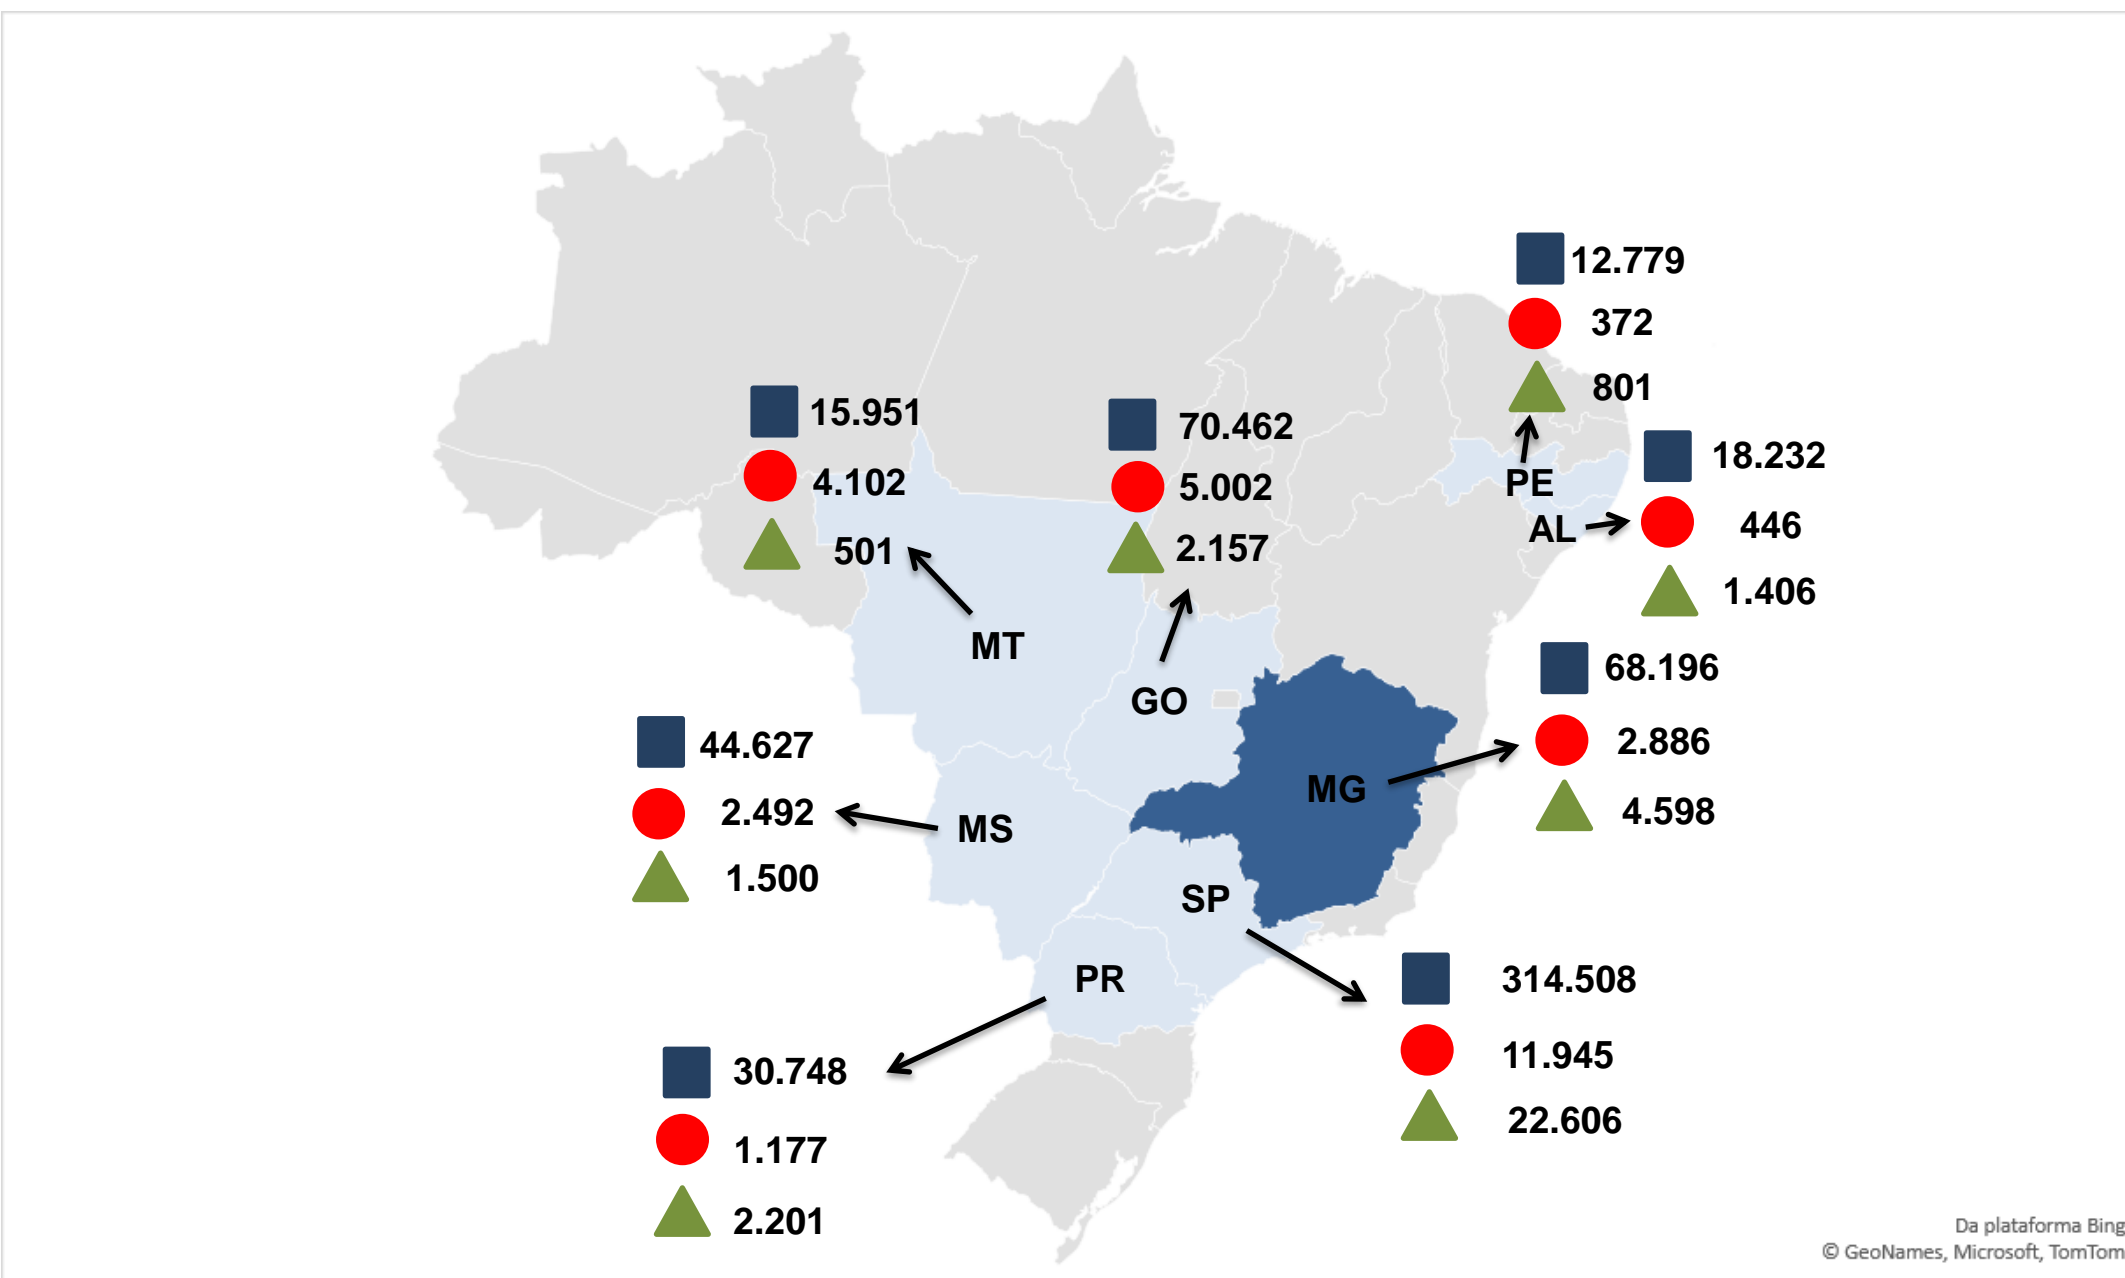 12.779
372
801
PE
18.232
AL
446
1.406
15.951
4.102
501
MT
70.462
5.002
2.157
GO
68.196
2.886
4.598
MG
44.627
2.492
1.500
MS
SP
314.508
11.945
22.606
PR
30.748
1.177
2.201
Da plataforma Bing
© GeoNames, Microsoft, TomTom